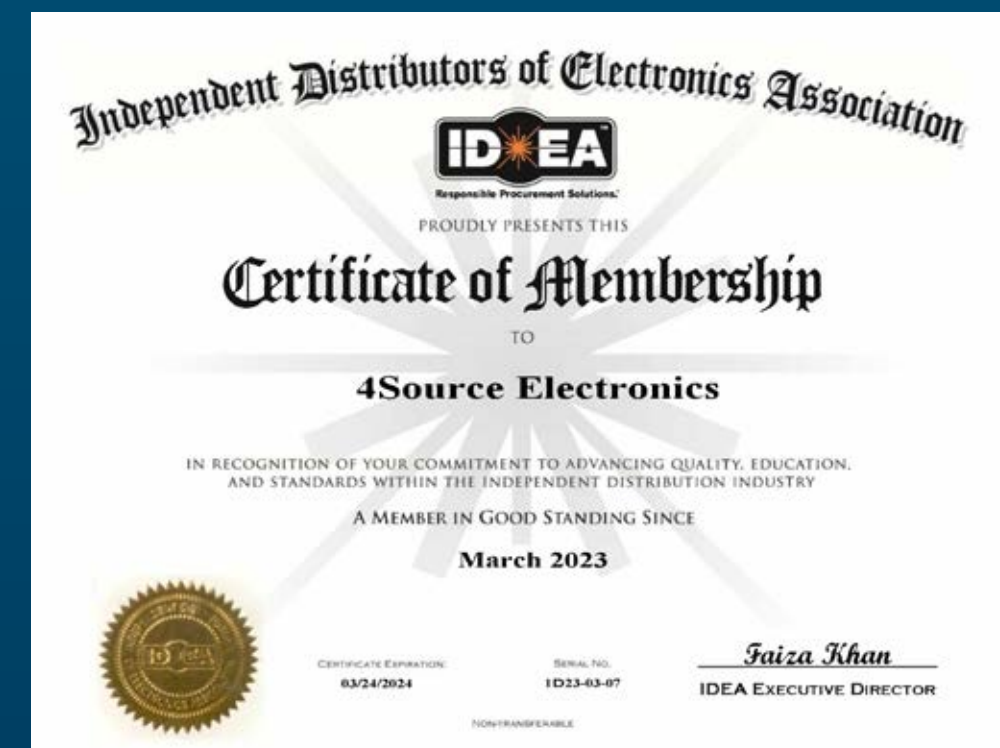 Independent Distributors of Electronics Association
IDEA™
Responsible Procurement Solutions.™
PROUDLY PRESENTS THIS
Certificate of Membership
TO
4Source Electronics
IN RECOGNITION OF YOUR COMMITMENT TO ADVANCING QUALITY, EDUCATION,
AND STANDARDS WITHIN THE INDEPENDENT DISTRIBUTION INDUSTRY
A MEMBER IN GOOD STANDING SINCE
March 2023
IDEA
CERTIFICATE EXPIRATION:
03/24/2024
SERIAL NO.
ID23-03-07
Faiza Khan
IDEA EXECUTIVE DIRECTOR
NON-TRANSFERABLE